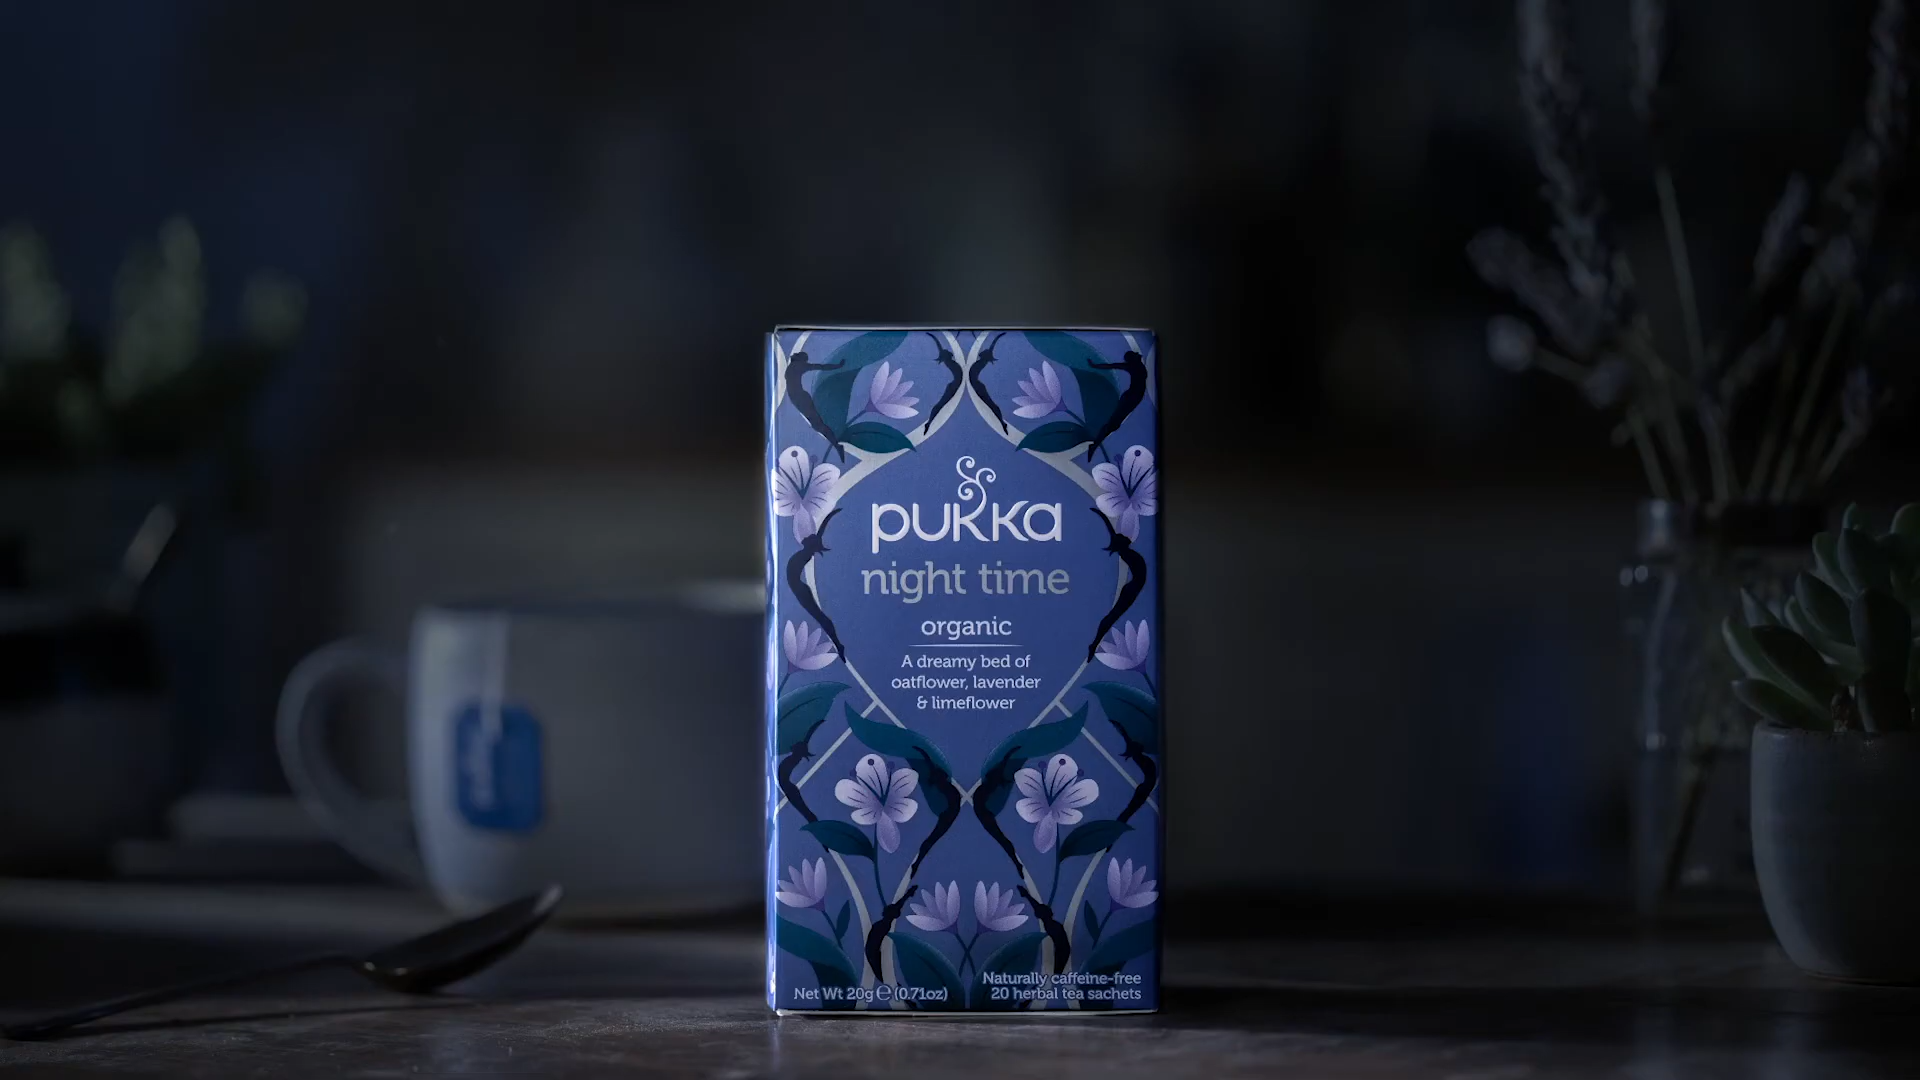 pukka
night time
organic
A dreamy bed of
oatflower, lavender
& limeflower
Net Wt 20g ℮ (0.71oz)
Naturally caffeine-free
20 herbal tea sachets